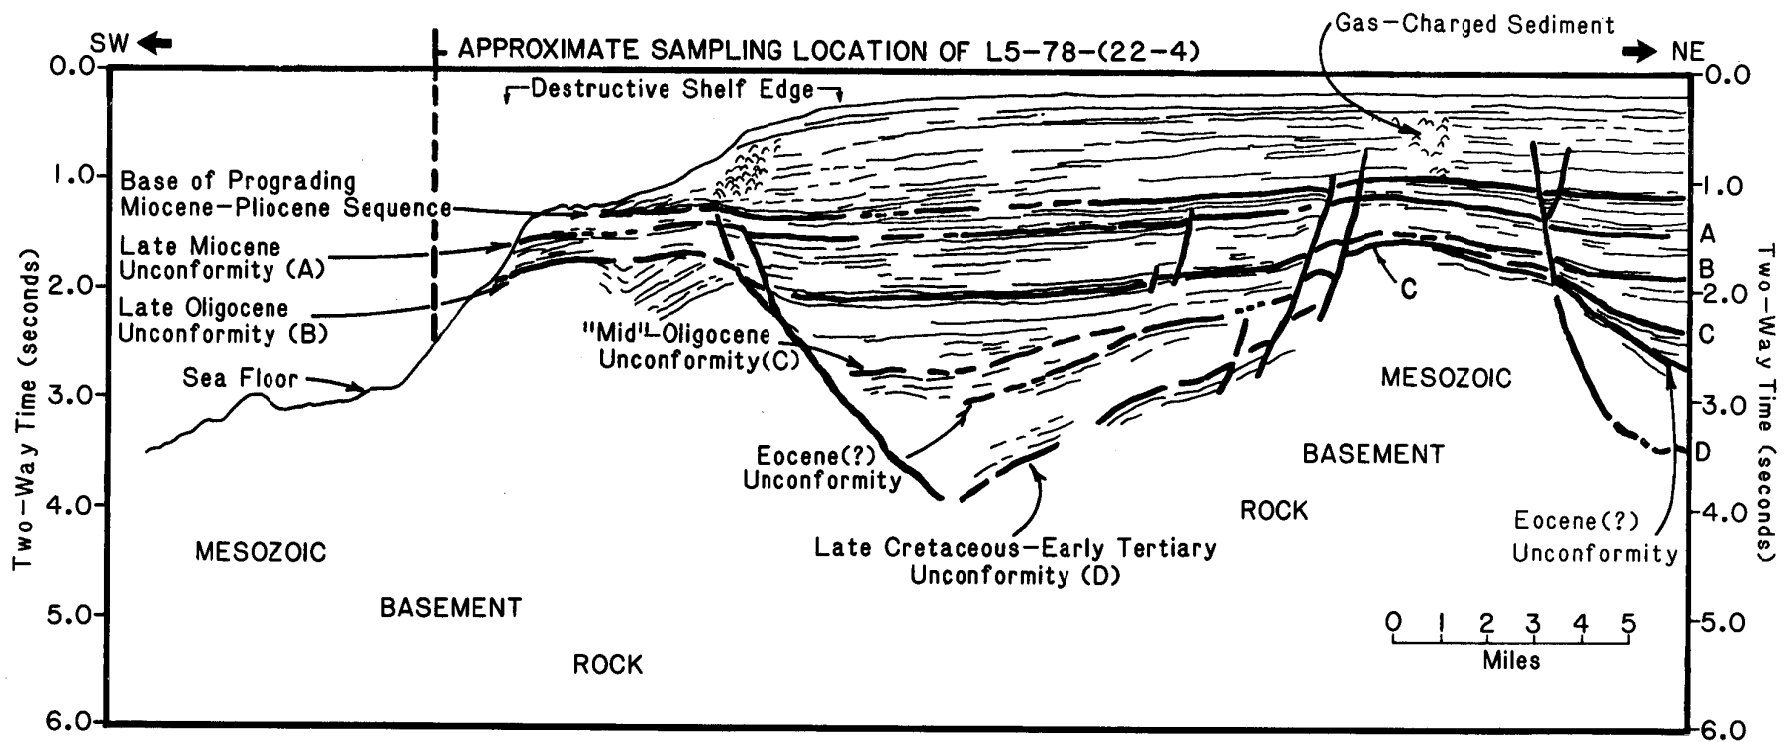 SW
APPROXIMATE SAMPLING LOCATION OF L5-78-(22-4)
Gas-Charged Sediment
NE
Destructive Shelf Edge
0.0
1.0
2.0
3.0
4.0
5.0
6.0
Two-Way Time (seconds)
Base of Prograding
Miocene-Pliocene Sequence
Late Miocene
Unconformity (A)
Late Oligocene
Unconformity (B)
Sea Floor
"Mid"-Oligocene
Unconformity(C)
Eocene(?)
Unconformity
Late Cretaceous-Early Tertiary
Unconformity (D)
MESOZOIC
BASEMENT
ROCK
C
MESOZOIC
BASEMENT
ROCK
Eocene(?)
Unconformity
0 1 2 3 4 5
Miles
0.0
1.0
A
B
2.0
C
3.0
D
4.0
5.0
6.0
Two-Way Time (seconds)